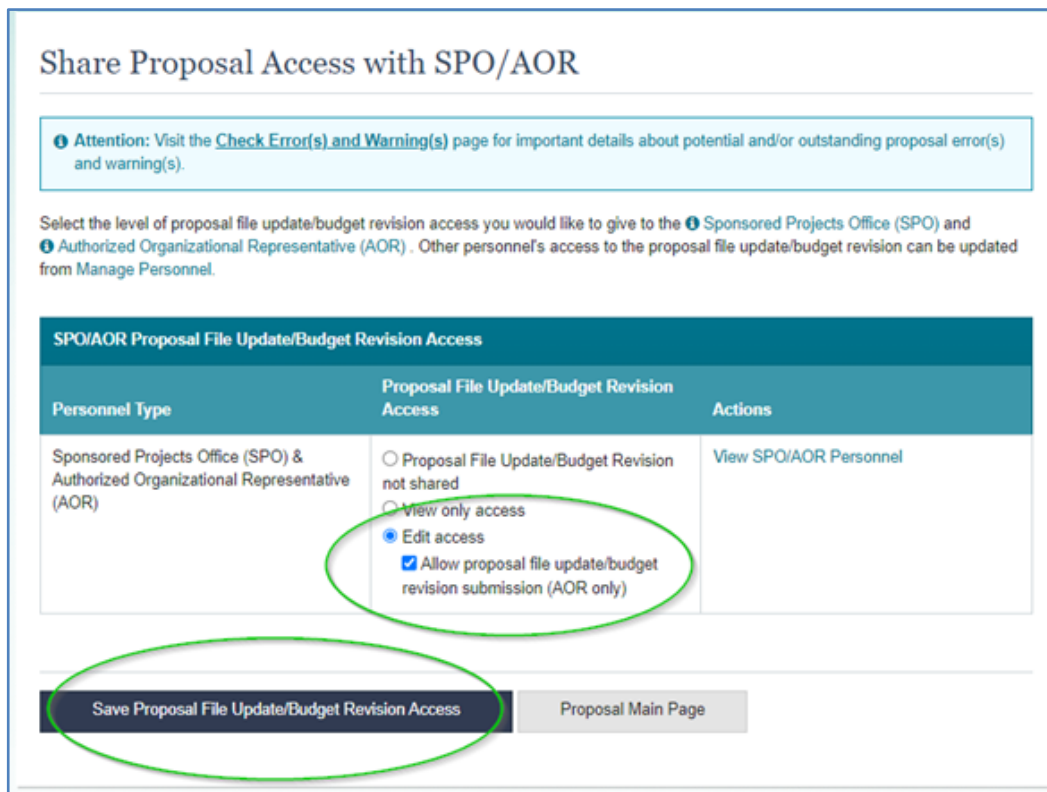 Share Proposal Access with SPO/AOR
Attention: Visit the Check Error(s) and Warning(s) page for important details about potential and/or outstanding proposal error(s)
and warning(s).
Select the level of proposal file update/budget revision access you would like to give to the Sponsored Projects Office (SPO) and
Authorized Organizational Representative (AOR) . Other personnel's access to the proposal file update/budget revision can be updated
from Manage Personnel.
SPO/AOR Proposal File Update/Budget Revision Access
Personnel Type
Proposal File Update/Budget Revision
Access
Actions
Sponsored Projects Office (SPO) &
Authorized Organizational Representative
(AOR)
Proposal File Update/Budget Revision
not shared
View only access
Edit access
Allow proposal file update/budget
revision submission (AOR only)
View SPO/AOR Personnel
Save Proposal File Update/Budget Revision Access
Proposal Main Page